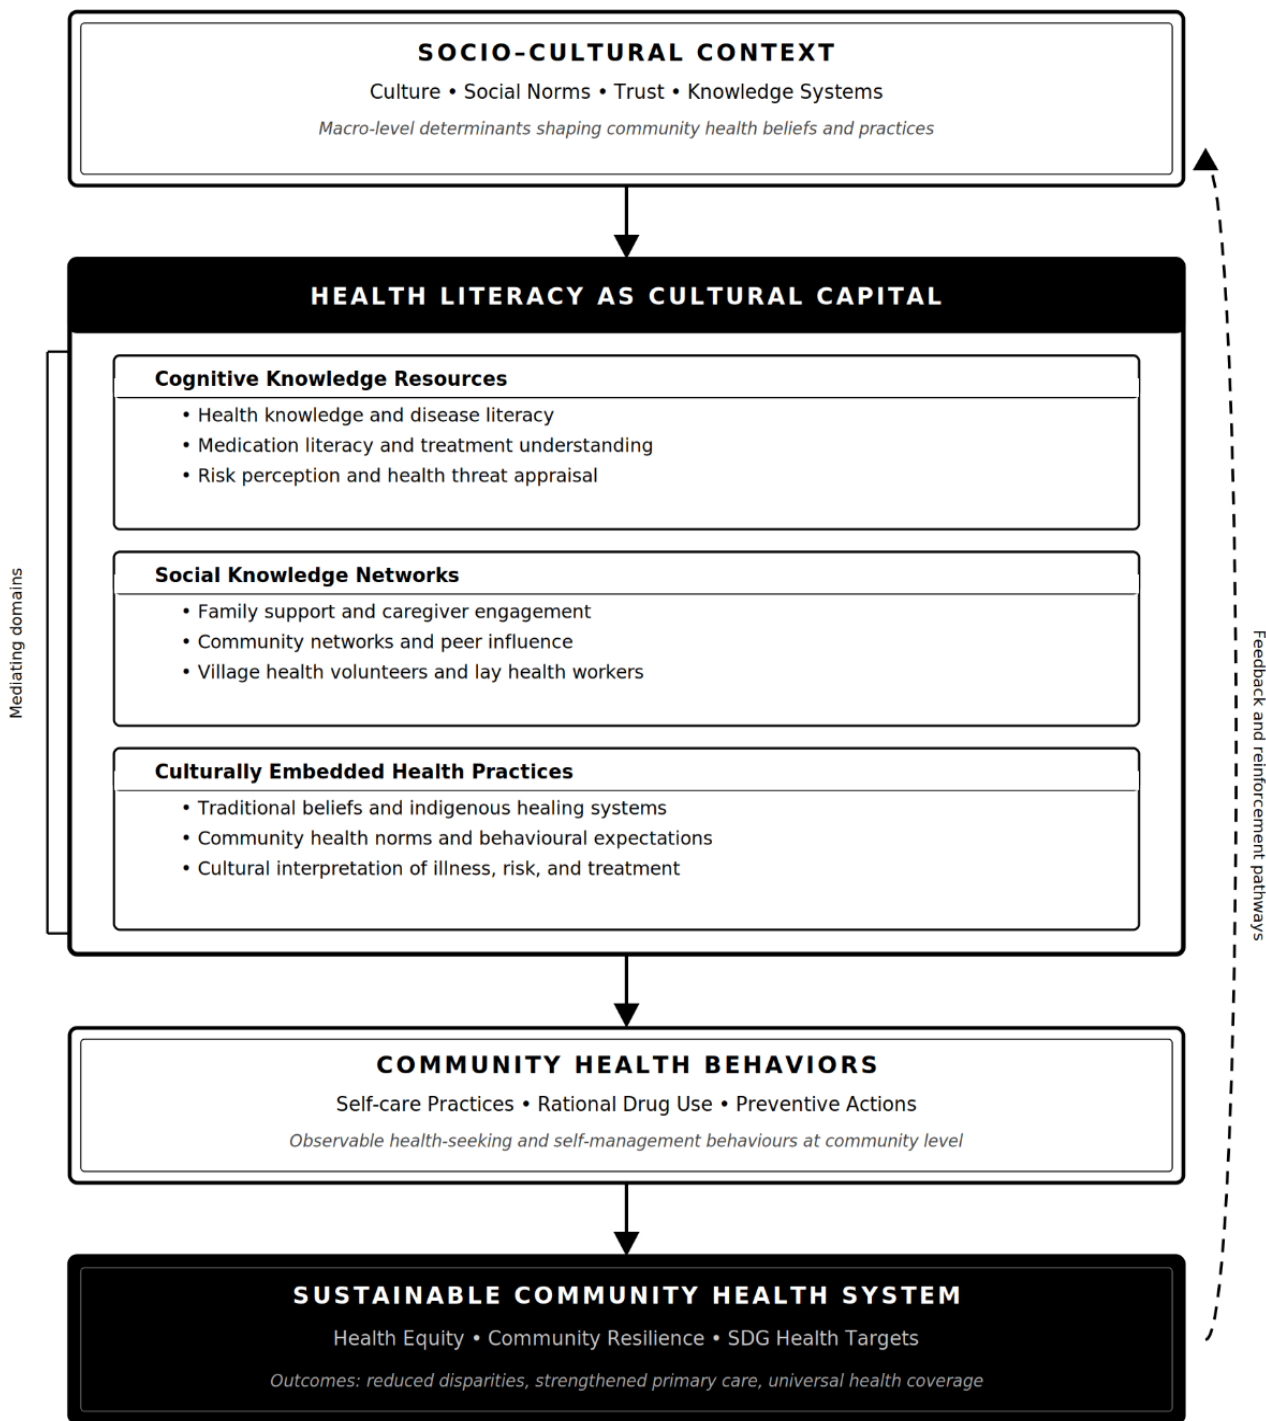 SOCIO–CULTURAL CONTEXT
Culture • Social Norms • Trust • Knowledge Systems
Macro-level determinants shaping community health beliefs and practices
HEALTH LITERACY AS CULTURAL CAPITAL
Mediating domains
Cognitive Knowledge Resources
• Health knowledge and disease literacy
• Medication literacy and treatment understanding
• Risk perception and health threat appraisal
Social Knowledge Networks
• Family support and caregiver engagement
• Community networks and peer influence
• Village health volunteers and lay health workers
Culturally Embedded Health Practices
• Traditional beliefs and indigenous healing systems
• Community health norms and behavioural expectations
• Cultural interpretation of illness, risk, and treatment
Feedback and reinforcement pathways
COMMUNITY HEALTH BEHAVIORS
Self-care Practices • Rational Drug Use • Preventive Actions
Observable health-seeking and self-management behaviours at community level
SUSTAINABLE COMMUNITY HEALTH SYSTEM
Health Equity • Community Resilience • SDG Health Targets
Outcomes: reduced disparities, strengthened primary care, universal health coverage